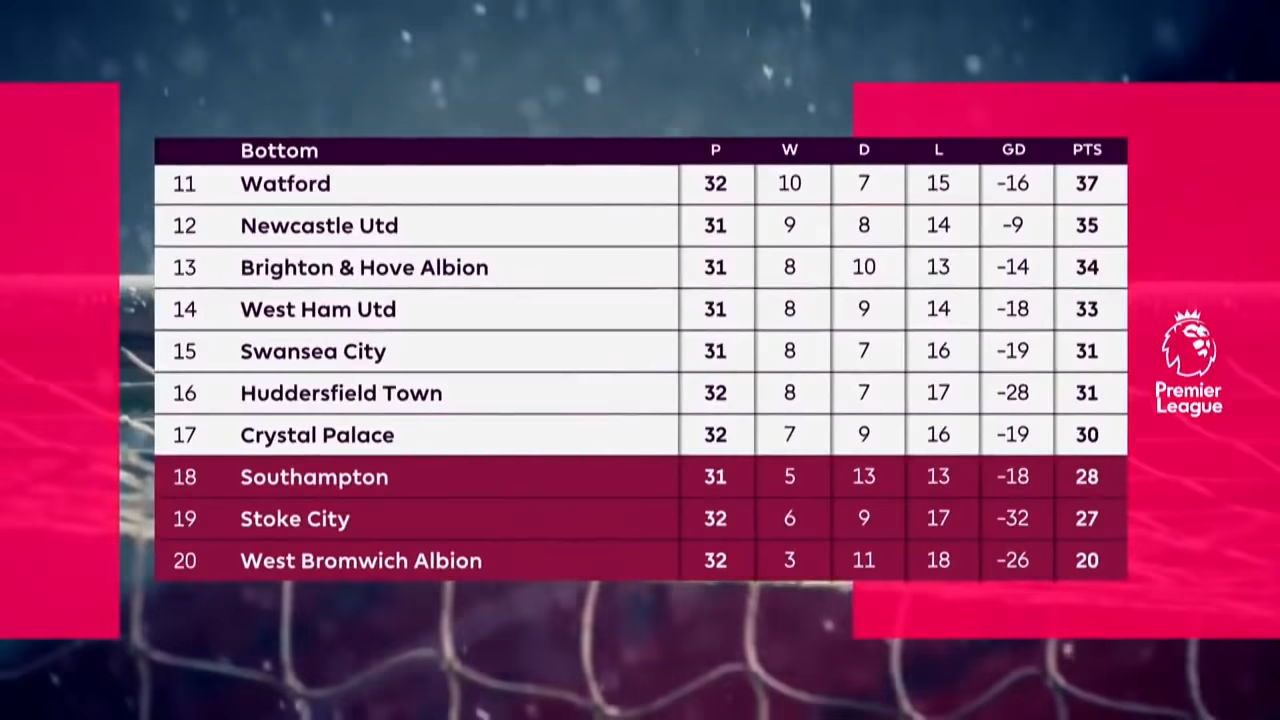 Bottom P W D L GD PTS
11 Watford 32 10 7 15 -16 37
12 Newcastle Utd 31 9 8 14 -9 35
13 Brighton & Hove Albion 31 8 10 13 -14 34
14 West Ham Utd 31 8 9 14 -18 33
15 Swansea City 31 8 7 16 -19 31
16 Huddersfield Town 32 8 7 17 -28 31
17 Crystal Palace 32 7 9 16 -19 30
18 Southampton 31 5 13 13 -18 28
19 Stoke City 32 6 9 17 -32 27
20 West Bromwich Albion 32 3 11 18 -26 20
Premier
League